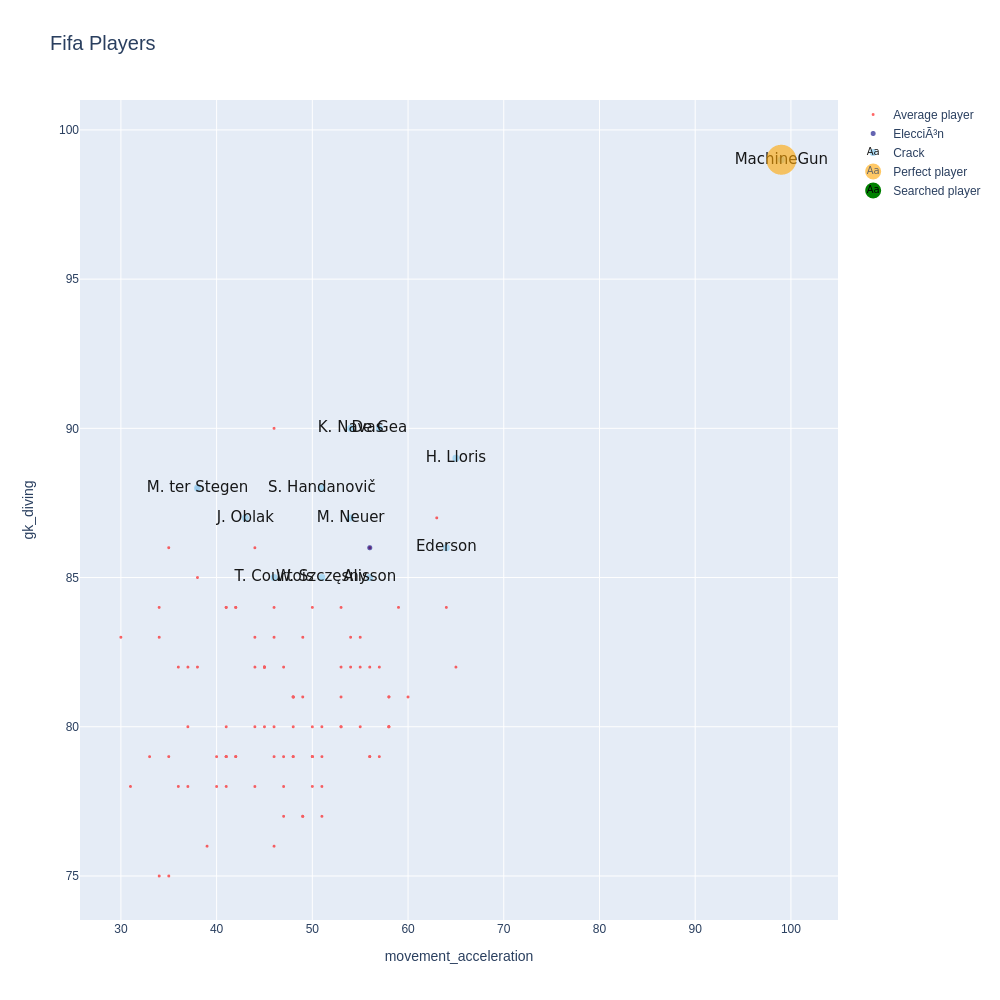 Fifa Players
Average player
ElecciÃ³n
Aa Crack
Aa Perfect player
Aa Searched player
100
MachineGun
95
90
K. Navas
De Gea
H. Lloris
M. ter Stegen
S. Handanovič
J. Oblak
M. Neuer
Ederson
85
T. Courtois
W. Szczęsny
Alisson
80
75
gk_diving
30 40 50 60 70 80 90 100
movement_acceleration